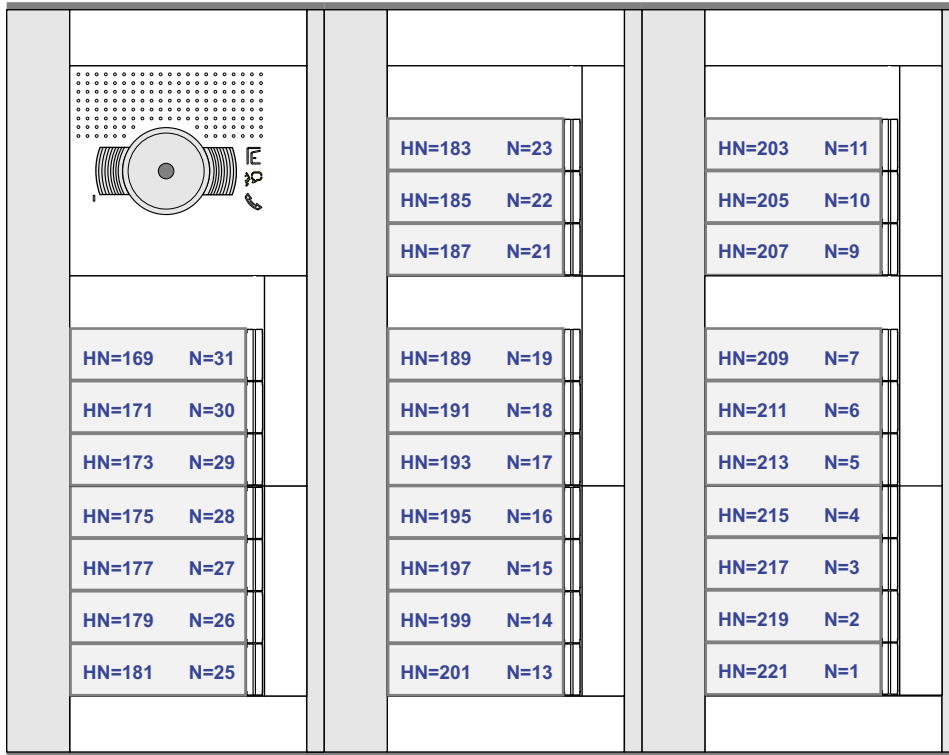 HN=169 N=31
HN=171 N=30
HN=173 N=29
HN=175 N=28
HN=177 N=27
HN=179 N=26
HN=181 N=25
HN=183 N=23
HN=185 N=22
HN=187 N=21
HN=189 N=19
HN=191 N=18
HN=193 N=17
HN=195 N=16
HN=197 N=15
HN=199 N=14
HN=201 N=13
HN=203 N=11
HN=205 N=10
HN=207 N=9
HN=209 N=7
HN=211 N=6
HN=213 N=5
HN=215 N=4
HN=217 N=3
HN=219 N=2
HN=221 N=1